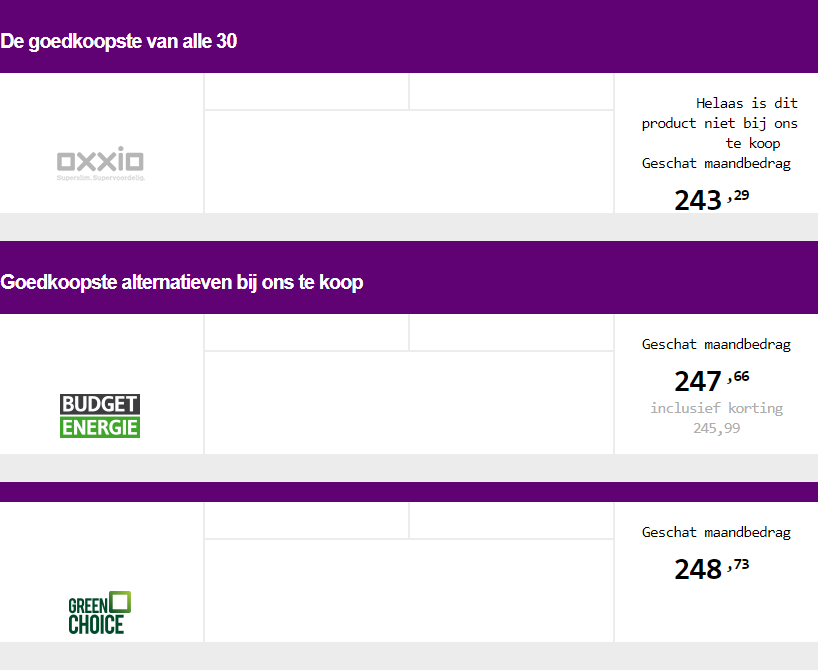 De goedkoopste van alle 30
Helaas is dit
product niet bij ons
te koop
oxxio
Superslim. Supervoordelig.
Geschat maandbedrag
243 ,29
Goedkoopste alternatieven bij ons te koop
Geschat maandbedrag
247 ,66
BUDGET
ENERGIE
inclusief korting
245,99
Geschat maandbedrag
248 ,73
GREEN
CHOICE